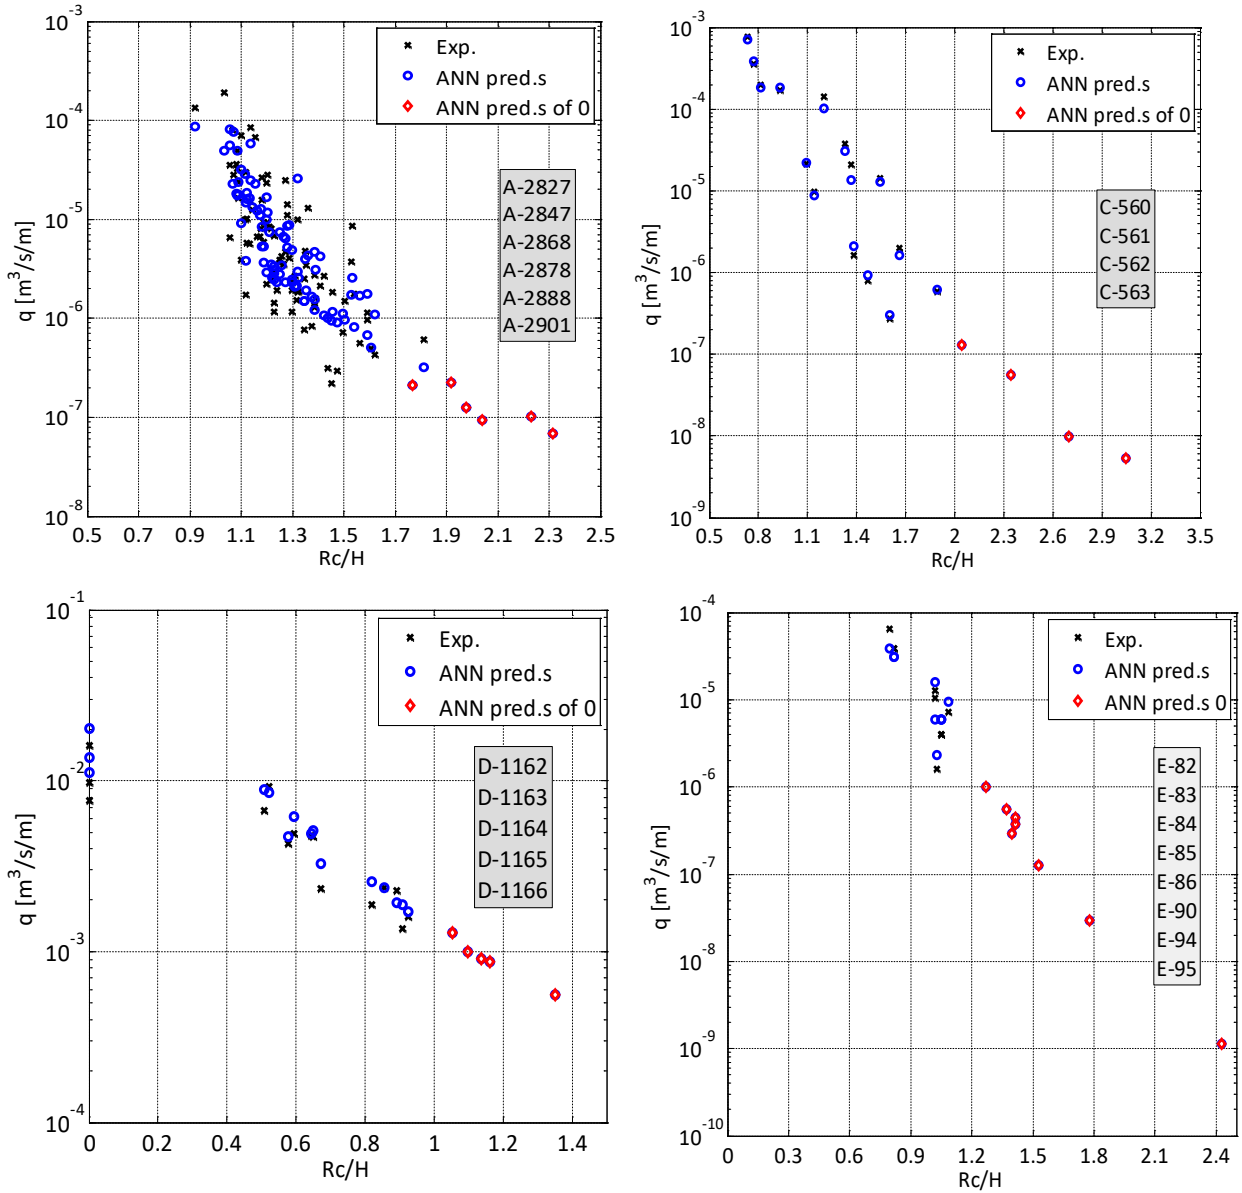 10^-3
10^-4
10^-5
10^-6
10^-7
10^-8
q [m^3/s/m]
0.5 0.7 0.9 1.1 1.3 1.5 1.7 1.9 2.1 2.3 2.5
Rc/H
Exp.
ANN pred.s
ANN pred.s of 0
A-2827
A-2847
A-2868
A-2878
A-2888
A-2901
10^-3
10^-4
10^-5
10^-6
10^-7
10^-8
10^-9
q [m^3/s/m]
0.5 0.8 1.1 1.4 1.7 2 2.3 2.6 2.9 3.2 3.5
Rc/H
Exp.
ANN pred.s
ANN pred.s of 0
C-560
C-561
C-562
C-563
10^-1
10^-2
10^-3
10^-4
q [m^3/s/m]
0 0.2 0.4 0.6 0.8 1 1.2 1.4
Rc/H
Exp.
ANN pred.s
ANN pred.s of 0
D-1162
D-1163
D-1164
D-1165
D-1166
10^-4
10^-5
10^-6
10^-7
10^-8
10^-9
10^-10
q [m^3/s/m]
0 0.3 0.6 0.9 1.2 1.5 1.8 2.1 2.4
Rc/H
Exp.
ANN pred.s
ANN pred.s 0
E-82
E-83
E-84
E-85
E-86
E-90
E-94
E-95